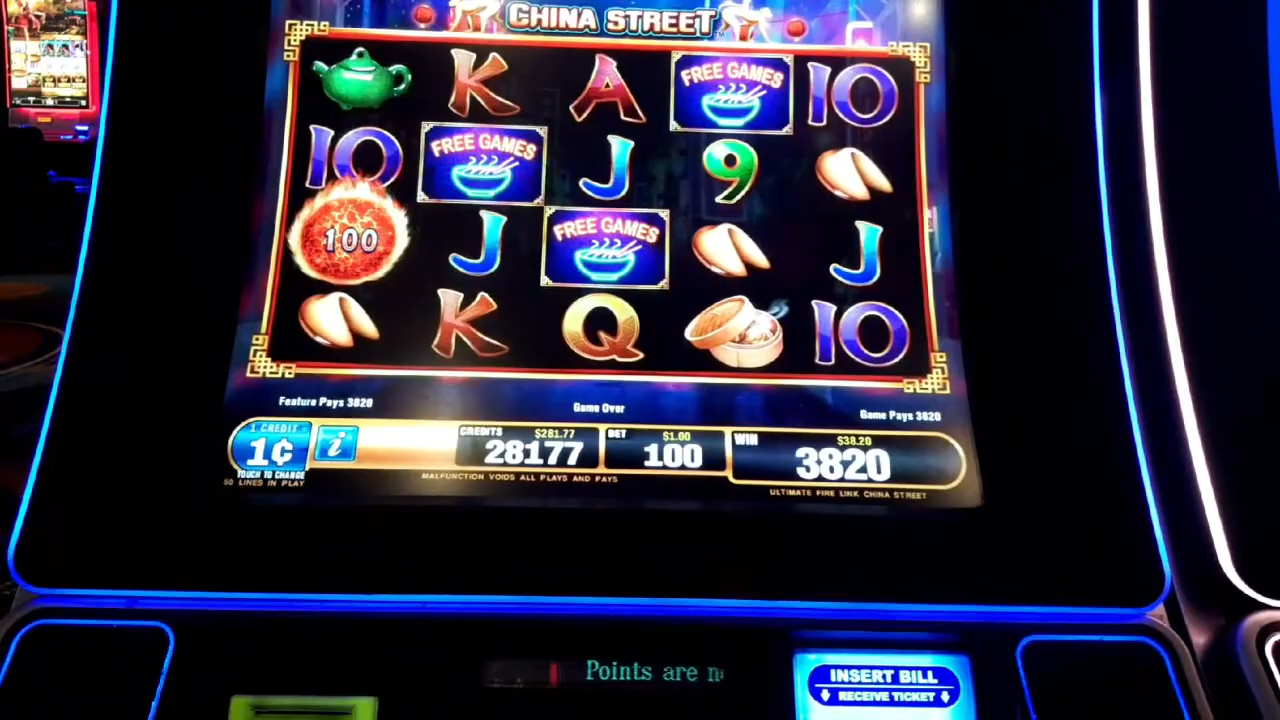 CHINA STREET™
K A FREE GAMES 10
10 FREE GAMES J 9
100 J FREE GAMES J
K Q 10
Feature Pays 3820
Game Over
Game Pays 3820
1 CREDIT =
1¢
TOUCH TO CHANGE
50 LINES IN PLAY
i
CREDITS $281.77
28177
BET $1.00
100
WIN $38.20
3820
MALFUNCTION VOIDS ALL PLAYS AND PAYS
ULTIMATE FIRE LINK CHINA STREET
Points are n
INSERT BILL
RECEIVE TICKET